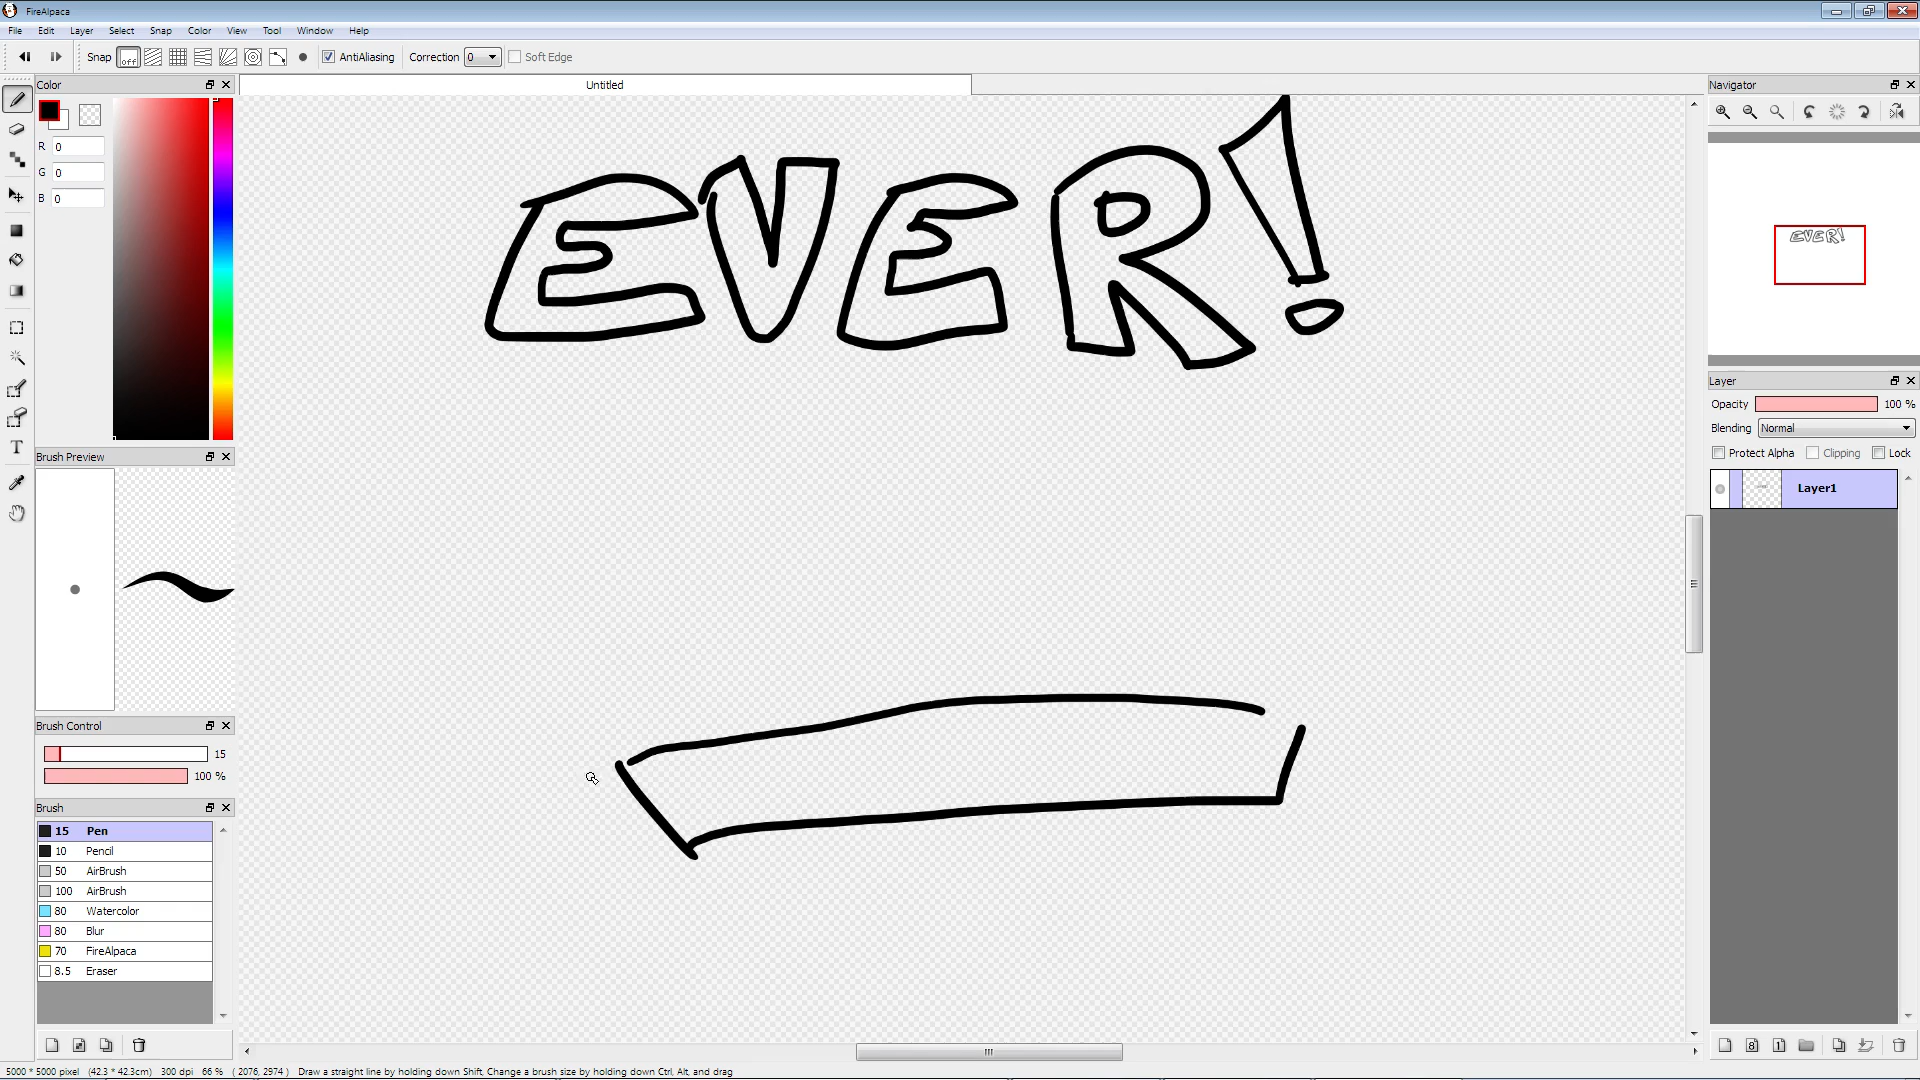 FireAlpaca
File Edit Layer Select Snap Color View Tool Window Help
Snap off AntiAliasing Correction 0 Soft Edge
Color
Untitled
Navigator
R 0
G 0
B 0
EVER!
EVER!
Layer
Opacity 100 %
Blending Normal
Protect Alpha Clipping Lock
Layer1
Brush Preview
Brush Control
15
100 %
Brush
15 Pen
10 Pencil
50 AirBrush
100 AirBrush
80 Watercolor
80 Blur
70 FireAlpaca
8.5 Eraser
8 1
T
5000 * 5000 pixel (42.3 * 42.3cm) 300 dpi 66 % ( 2076, 2974 ) Draw a straight line by holding down Shift, Change a brush size by holding down Ctrl, Alt, and drag